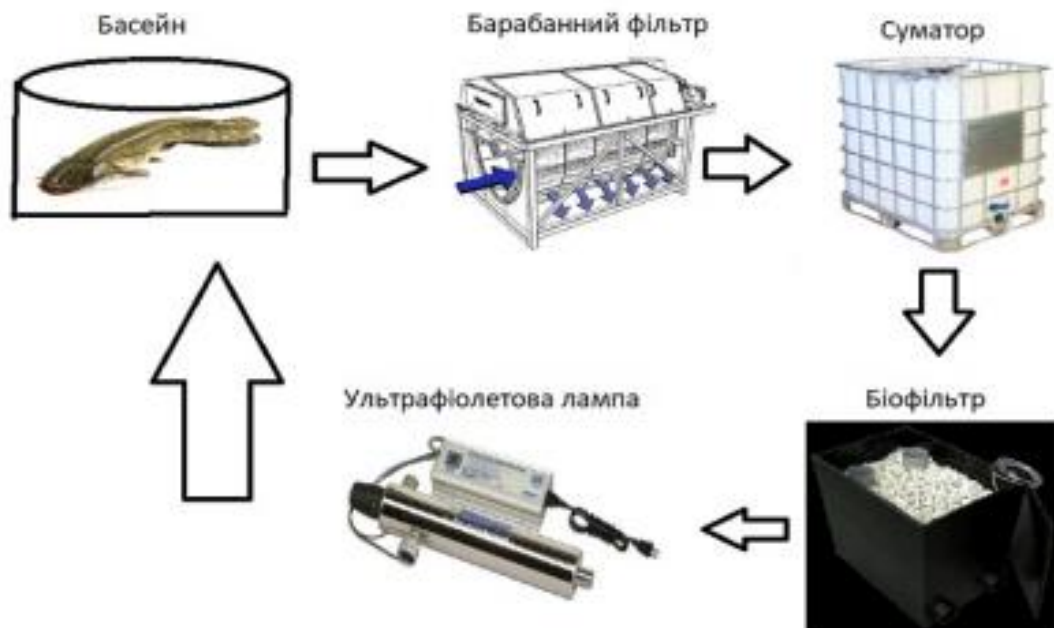 Басейн
Барабанний фільтр
Суматор
Ультрафіолетова лампа
Біофільтр